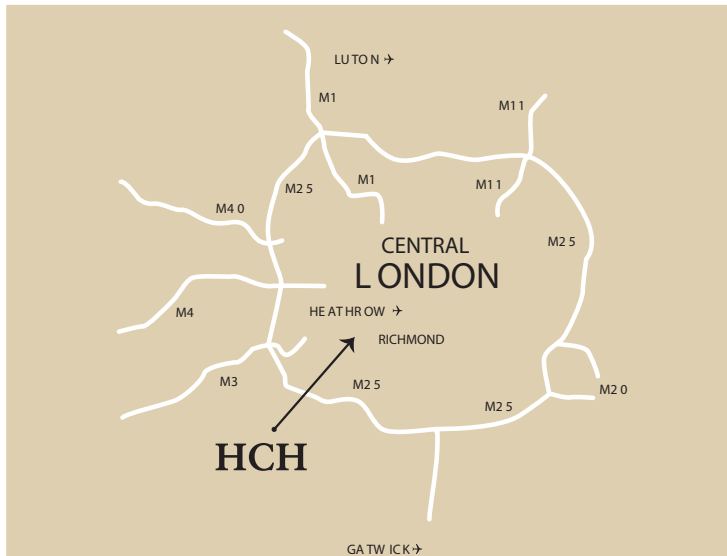 LUTON
M1
M11
M25
M1
M11
M40
CENTRAL
LONDON
M25
HEATHROW
M4
RICHMOND
M3
M25
M20
M25
HCH
GATWICK